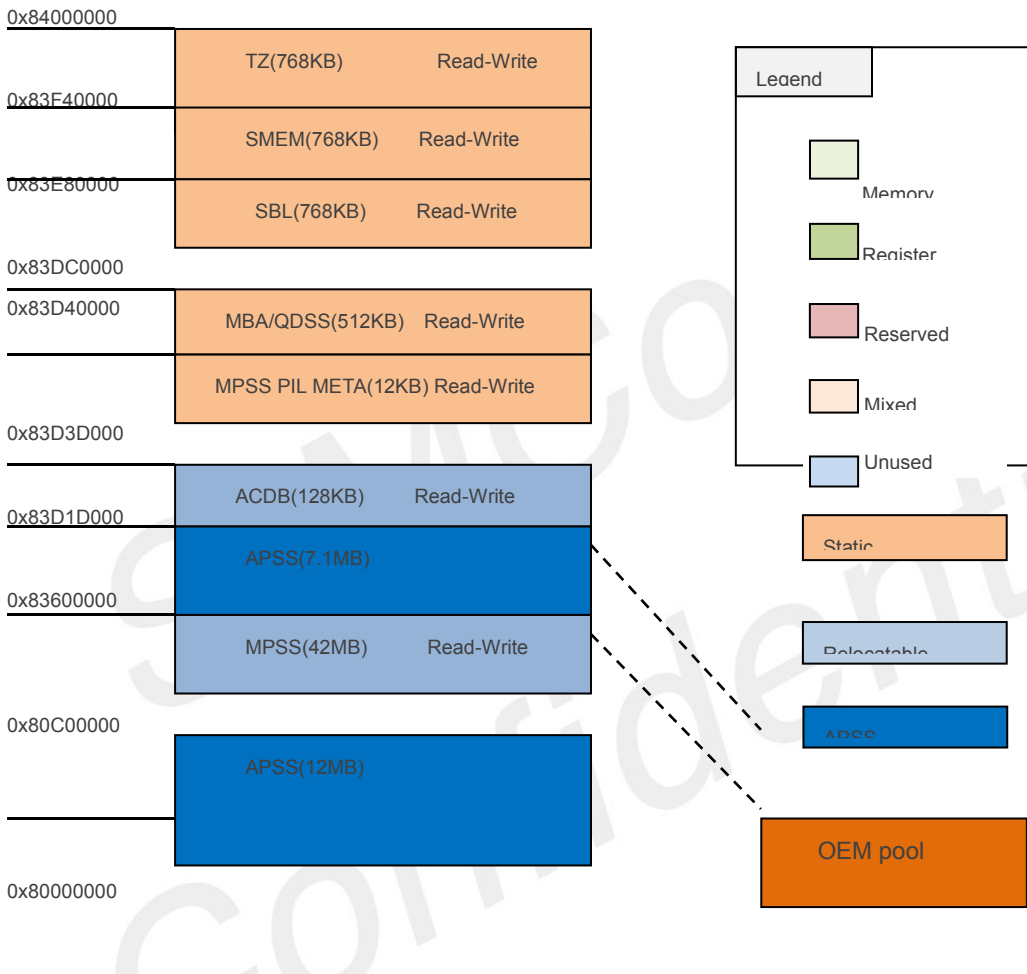 0x84000000
TZ(768KB) Read-Write
0x83F40000
SMEM(768KB) Read-Write
0x83E80000
SBL(768KB) Read-Write
0x83DC0000
0x83D40000
MBA/QDSS(512KB) Read-Write
MPSS PIL META(12KB) Read-Write
0x83D3D000
ACDB(128KB) Read-Write
0x83D1D000
APSS(7.1MB)
0x83600000
MPSS(42MB) Read-Write
0x80C00000
APSS(12MB)
0x80000000
Legend
Memory
Register
Reserved
Mixed
Unused
Static
Relocatable
APSS
OEM pool